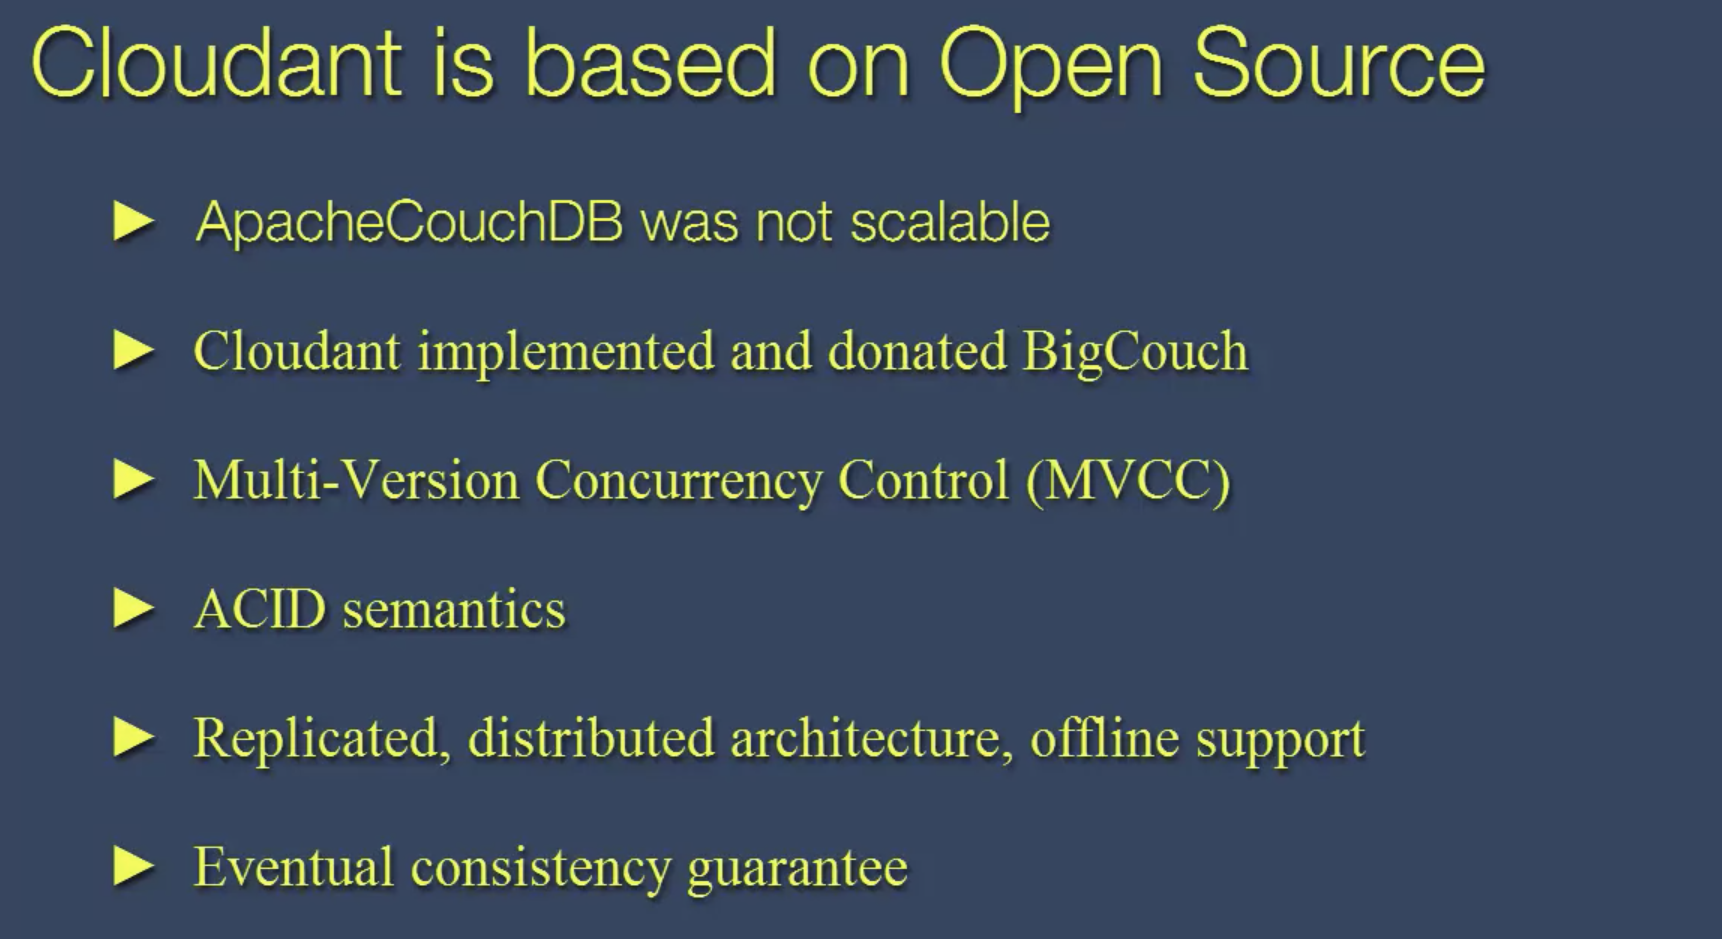 Cloudant is based on Open Source
► ApacheCouchDB was not scalable
► Cloudant implemented and donated BigCouch
► Multi-Version Concurrency Control (MVCC)
► ACID semantics
► Replicated, distributed architecture, offline support
► Eventual consistency guarantee